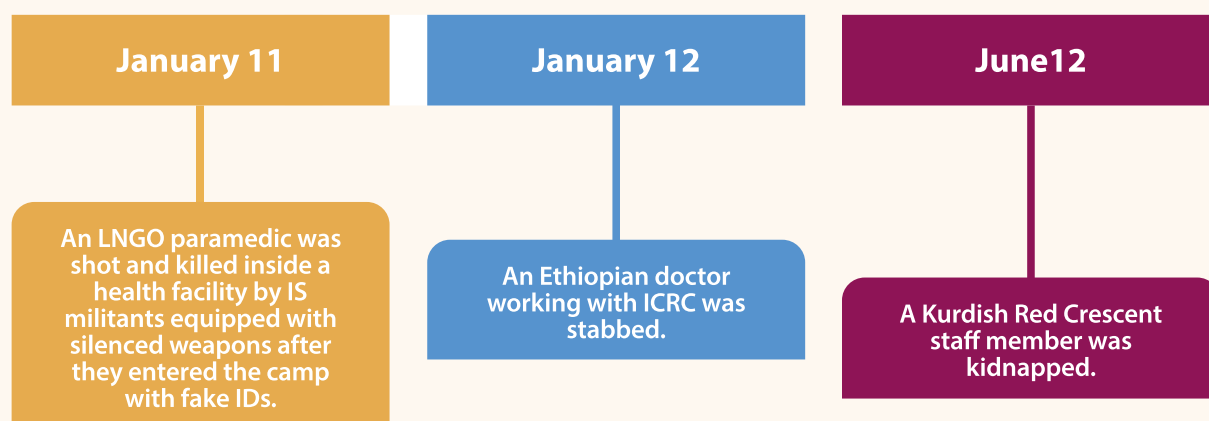 January 11
An LNGO paramedic was
shot and killed inside a
health facility by IS
militants equipped with
silenced weapons after
they entered the camp
with fake IDs.
January 12
An Ethiopian doctor
working with ICRC was
stabbed.
June12
A Kurdish Red Crescent
staff member was
kidnapped.